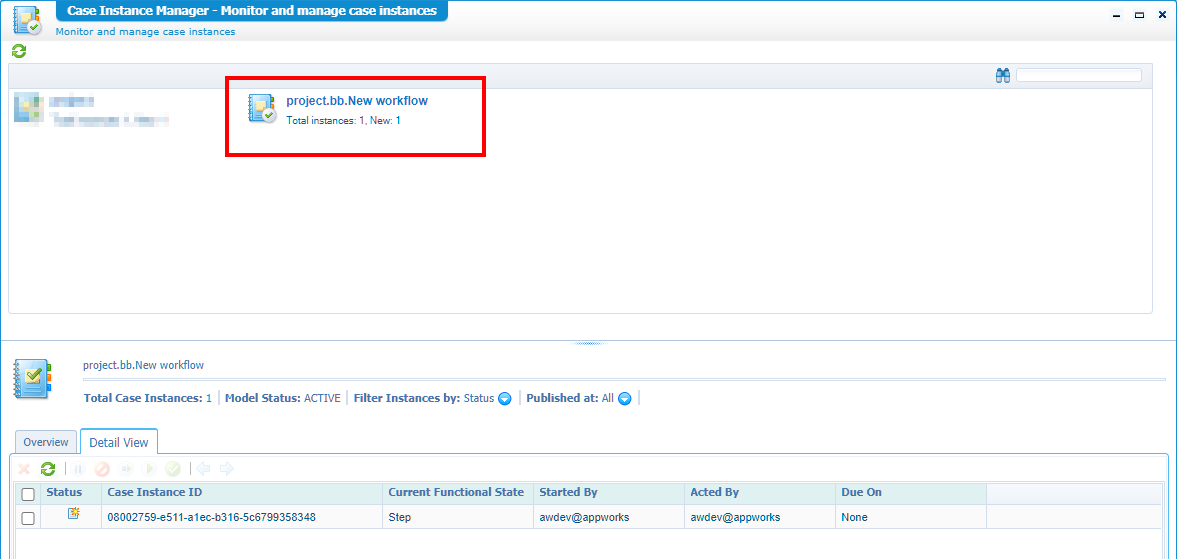 Case Instance Manager - Monitor and manage case instances
Monitor and manage case instances
project.bb.New workflow
Total instances: 1, New: 1
project.bb.New workflow
Total Case Instances: 1 Model Status: ACTIVE Filter Instances by: Status Published at: All
Overview Detail View
Status Case Instance ID Current Functional State Started By Acted By Due On
08002759-e511-a1ec-b316-5c6799358348 Step awdev@appworks awdev@appworks None